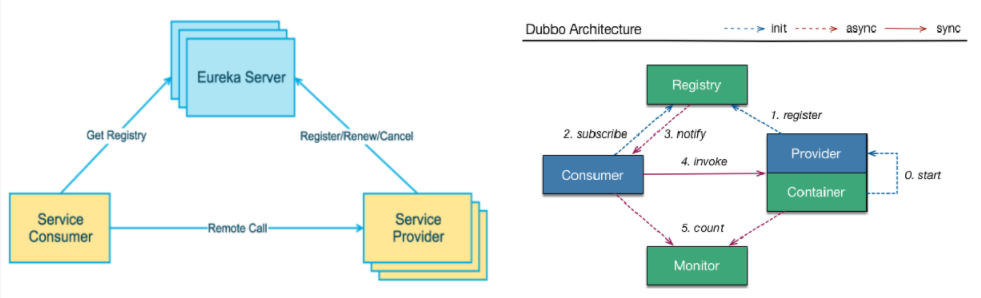 Eureka Server
Get Registry
Register/Renew/Cancel
Service
Consumer
Remote Call
Service
Provider
Dubbo Architecture
init
async
sync
Registry
1. register
2. subscribe
3. notify
Consumer
4. invoke
Provider
Container
0. start
5. count
Monitor